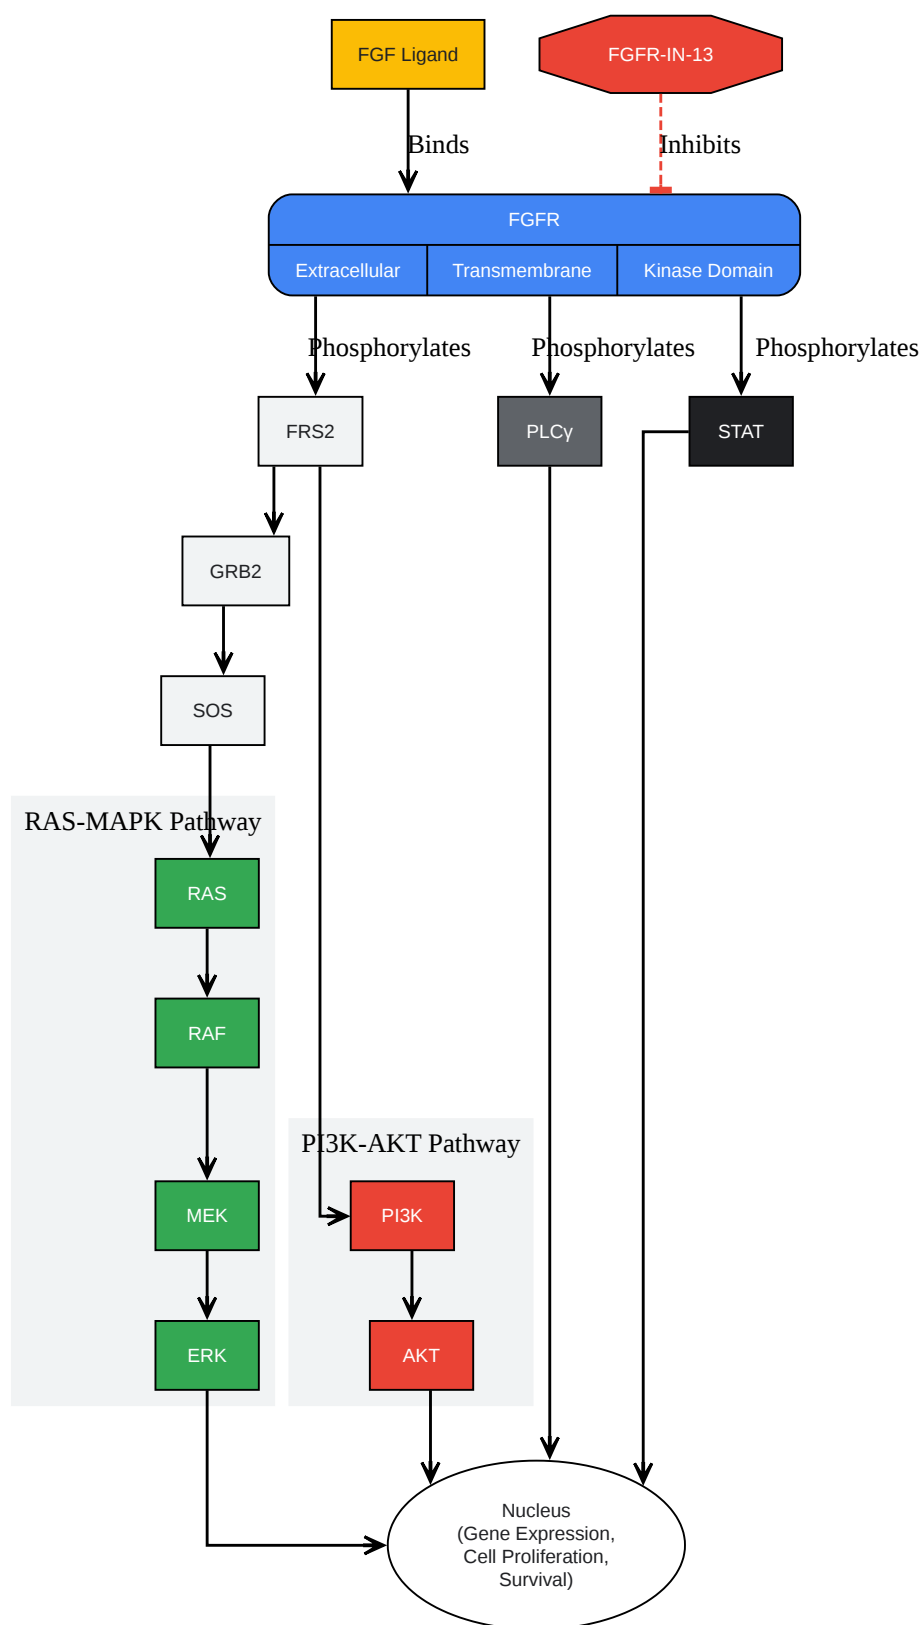 FGF Ligand
FGFR-IN-13
Binds
Inhibits
FGFR
Extracellular
Transmembrane
Kinase Domain
Phosphorylates
Phosphorylates
Phosphorylates
FRS2
PLCγ
STAT
GRB2
SOS
RAS-MAPK Pathway
RAS
RAF
PI3K-AKT Pathway
MEK
PI3K
ERK
AKT
Nucleus
(Gene Expression,
Cell Proliferation,
Survival)